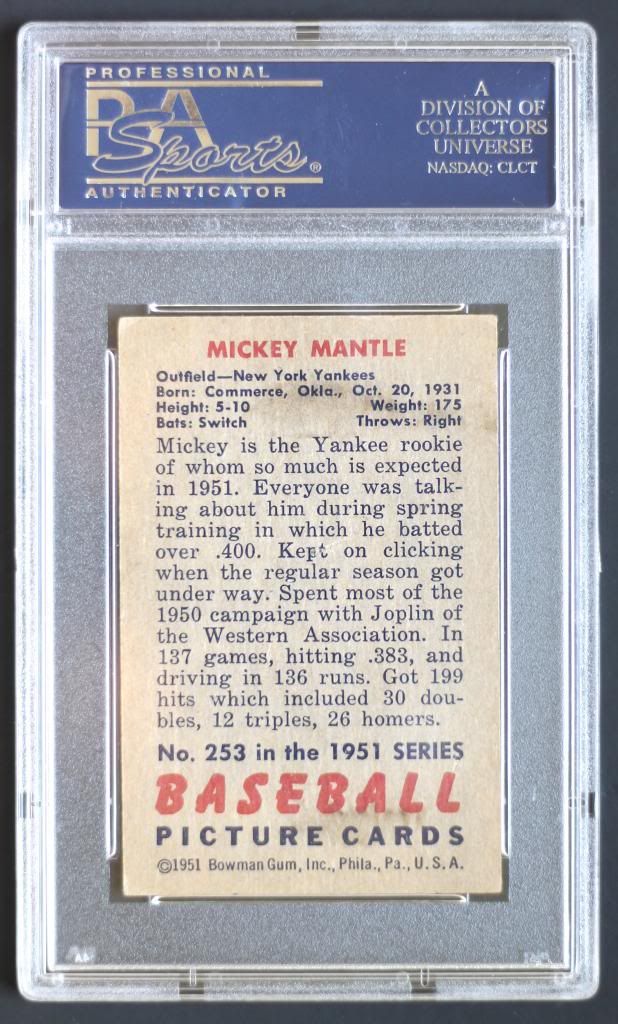 PROFESSIONAL
PSA
Sports®
AUTHENTICATOR
A
DIVISION OF
COLLECTORS
UNIVERSE
NASDAQ: CLCT
MICKEY MANTLE
Outfield—New York Yankees
Born: Commerce, Okla., Oct. 20, 1931
Height: 5-10 Weight: 175
Bats: Switch Throws: Right
Mickey is the Yankee rookie
of whom so much is expected
in 1951. Everyone was talk-
ing about him during spring
training in which he batted
over .400. Kept on clicking
when the regular season got
under way. Spent most of the
1950 campaign with Joplin of
the Western Association. In
137 games, hitting .383, and
driving in 136 runs. Got 199
hits which included 30 dou-
bles, 12 triples, 26 homers.
No. 253 in the 1951 SERIES
BASEBALL
PICTURE CARDS
©1951 Bowman Gum, Inc., Phila., Pa., U.S.A.